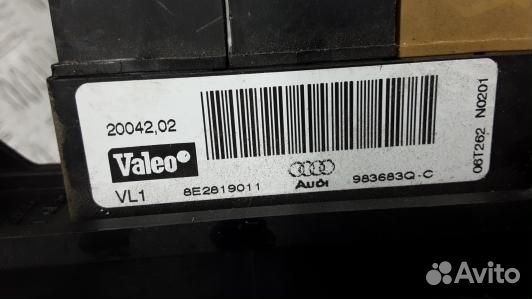 20042,02
Valeo
VL1
8E2819011
Audi
983683Q-C
06T262 N0201
Avito